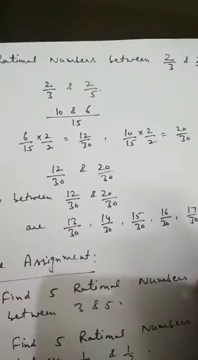 Rational Numbers between 2/3 &
2/3 & 2/5
10 & 6 / 15
6/15 × 2/2 = 12/30 , 10/15 × 2/2 = 20/30
12/30 & 20/30
between 12/30 & 20/30
are 13/30 , 14/30 , 15/30 , 16/30 , 17/30
Assignment:
Find 5 Rational Numbers
between 3 & 5.
Find 5 Rational Numbers